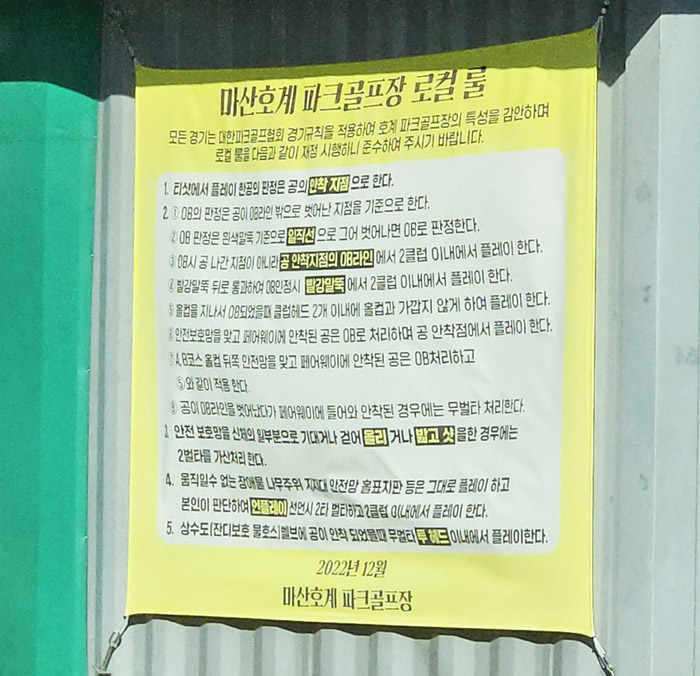 마산호계 파크골프장 로컬 룰
모든 경기는 대한파크골프협회 경기규칙을 적용하여 호계 파크골프장의 특성을 감안하며
로컬 룰을 다음과 같이 재정 시행하니 준수하여 주시기 바랍니다.
1. 티샷에서 플레이 한공의 판정은 공의 안착 지점으로 한다.
2. ① OB의 판정은 공이 OB라인 밖으로 벗어난 지점을 기준으로 한다.
② OB 판정은 흰색말뚝 기준으로 일직선으로 그어 벗어나면 OB로 판정한다.
③ OB시 공 나간 지점이 아니라 공 안착지점의 OB라인에서 2클럽 이내에서 플레이 한다.
④ 빨강말뚝 뒤로 통과하여 OB인정시 빨강말뚝에서 2클럽 이내에서 플레이 한다.
⑤ 홀컵을 지나서 OB되었을때 클럽헤드 2개 이내에 홀컵과 가깝지 않게 하여 플레이 한다.
⑥ 안전보호망을 맞고 페어웨이에 안착된 공은 OB로 처리하며 공 안착점에서 플레이 한다.
⑦ A,B코스 홀컵 뒤쪽 안전망을 맞고 페어웨이에 안착된 공은 OB처리하고
⑤와 같이 적용 한다.
⑧ 공이 OB라인을 벗어났다가 페어웨이에 들어와 안착된 경우에는 무벌타 처리한다.
3. 안전 보호망을 신체의 일부분으로 기대거나 걷어 올리거나 밟고 샷을한 경우에는
2벌타를 가산처리 한다.
4. 움직일수 없는 장애물 나무주위 지지대 안전망 홀표지판 등은 그대로 플레이 하고
본인이 판단하여 언플레이 선언시 2타 벌타하고 2클럽 이내에서 플레이 한다.
5. 상수도(잔디보호 물호스)벨브에 공이 안착 되었을때 무벌타 투 헤드 이내에서 플레이한다.
2022년 12월
마산호계 파크골프장